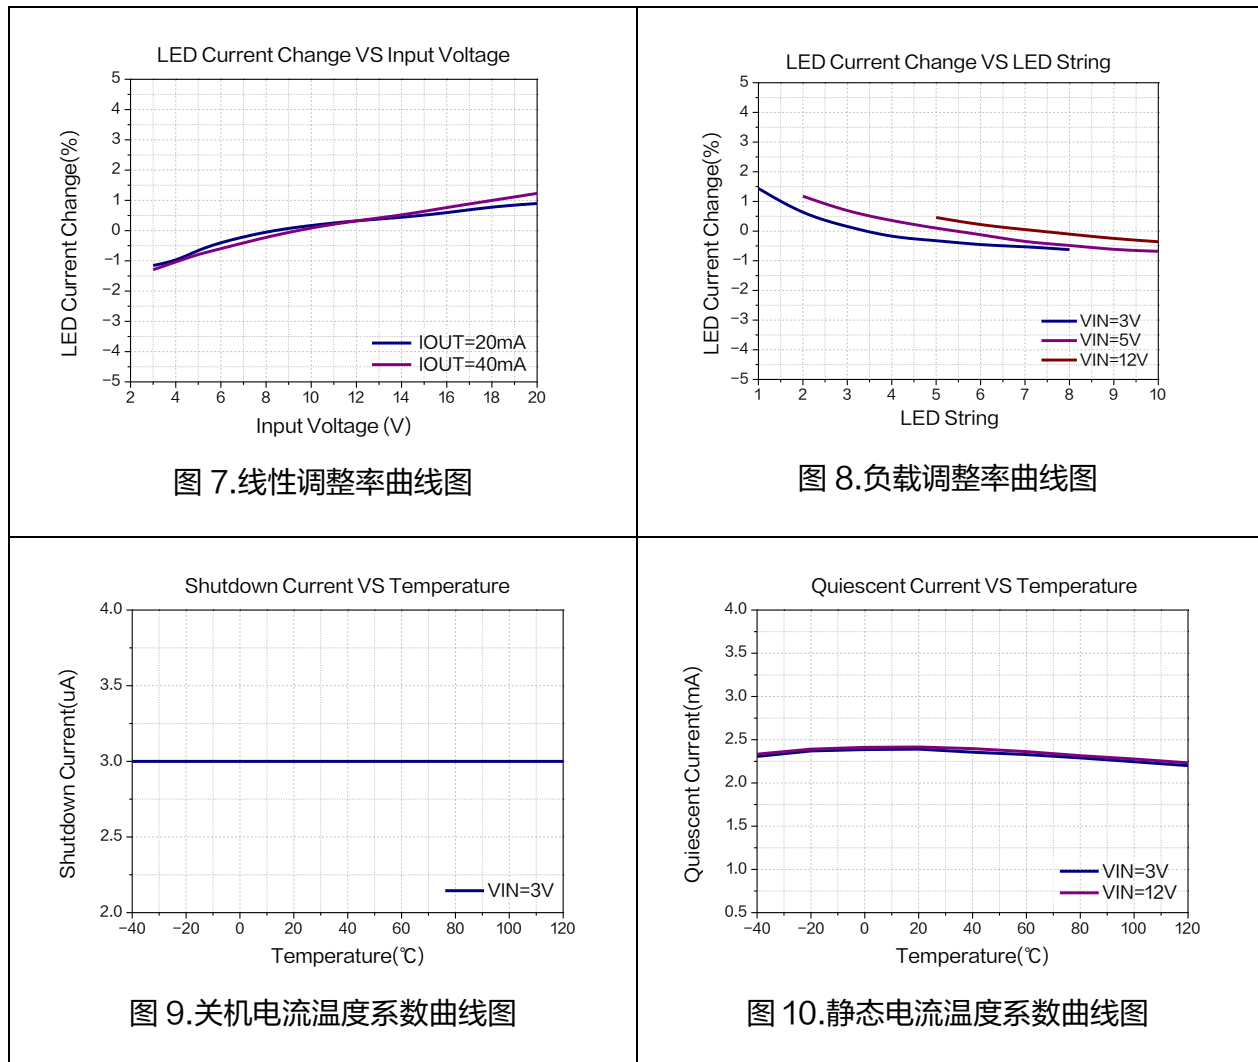 LED Current Change VS Input Voltage
LED Current Change(%)
5
4
3
2
1
0
−1
−2
−3
−4
−5
IOUT=20mA
IOUT=40mA
2 4 6 8 10 12 14 16 18 20
Input Voltage (V)
图 7.线性调整率曲线图
LED Current Change VS LED String
LED Current Change(%)
5
4
3
2
1
0
−1
−2
−3
−4
−5
VIN=3V
VIN=5V
VIN=12V
1 2 3 4 5 6 7 8 9 10
LED String
图 8.负载调整率曲线图
Shutdown Current VS Temperature
Shutdown Current(uA)
4.0
3.5
3.0
2.5
2.0
VIN=3V
−40 −20 0 20 40 60 80 100 120
Temperature(℃)
图 9.关机电流温度系数曲线图
Quiescent Current VS Temperature
Quiescent Current(mA)
4.0
3.5
3.0
2.5
2.0
1.5
1.0
0.5
VIN=3V
VIN=12V
−40 −20 0 20 40 60 80 100 120
Temperature(℃)
图 10.静态电流温度系数曲线图